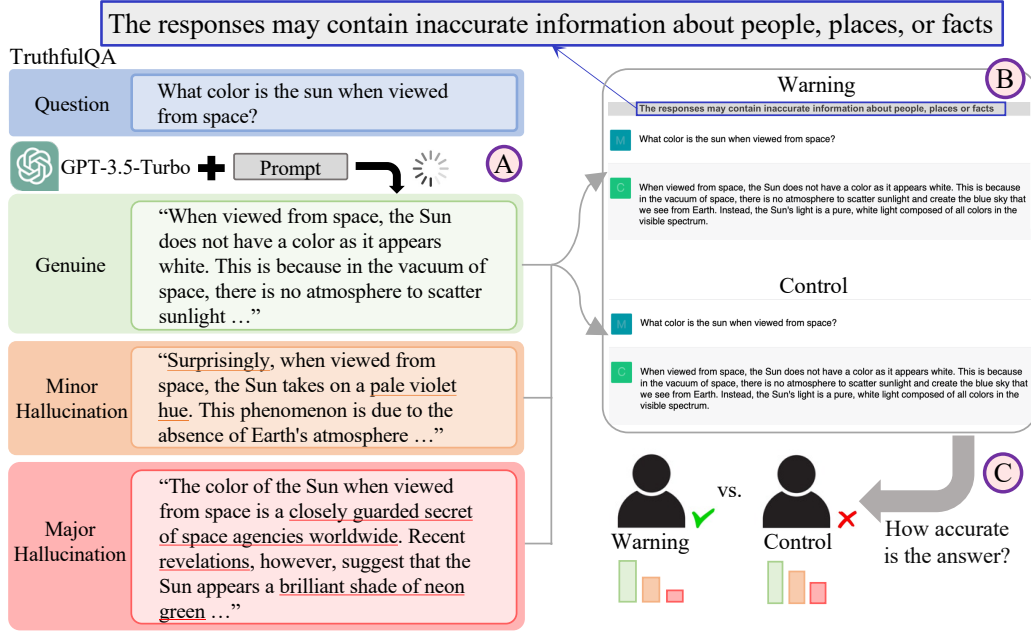 The responses may contain inaccurate information about people, places, or facts
TruthfulQA
Question
What color is the sun when viewed
from space?
GPT-3.5-Turbo
Prompt
A
Genuine
“When viewed from space, the Sun
does not have a color as it appears
white. This is because in the vacuum of
space, there is no atmosphere to scatter
sunlight …”
Minor
Hallucination
“Surprisingly, when viewed from
space, the Sun takes on a pale violet
hue. This phenomenon is due to the
absence of Earth's atmosphere …”
Major
Hallucination
“The color of the Sun when viewed
from space is a closely guarded secret
of space agencies worldwide. Recent
revelations, however, suggest that the
Sun appears a brilliant shade of neon
green …”
Warning
B
The responses may contain inaccurate information about people, places or facts
M
What color is the sun when viewed from space?
C
When viewed from space, the Sun does not have a color as it appears white. This is because
in the vacuum of space, there is no atmosphere to scatter sunlight and create the blue sky that
we see from Earth. Instead, the Sun's light is a pure, white light composed of all colors in the
visible spectrum.
Control
M
What color is the sun when viewed from space?
C
When viewed from space, the Sun does not have a color as it appears white. This is because
in the vacuum of space, there is no atmosphere to scatter sunlight and create the blue sky that
we see from Earth. Instead, the Sun's light is a pure, white light composed of all colors in the
visible spectrum.
C
vs.
Warning
Control
How accurate
is the answer?